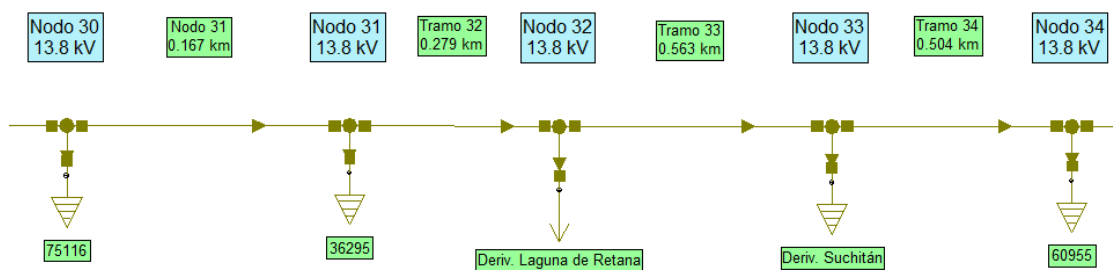 Nodo 30
13.8 kV
Nodo 31
0.167 km
Nodo 31
13.8 kV
Tramo 32
0.279 km
Nodo 32
13.8 kV
Tramo 33
0.563 km
Nodo 33
13.8 kV
Tramo 34
0.504 km
Nodo 34
13.8 kV
75116
36295
Deriv. Laguna de Retana
Deriv. Suchitán
60955